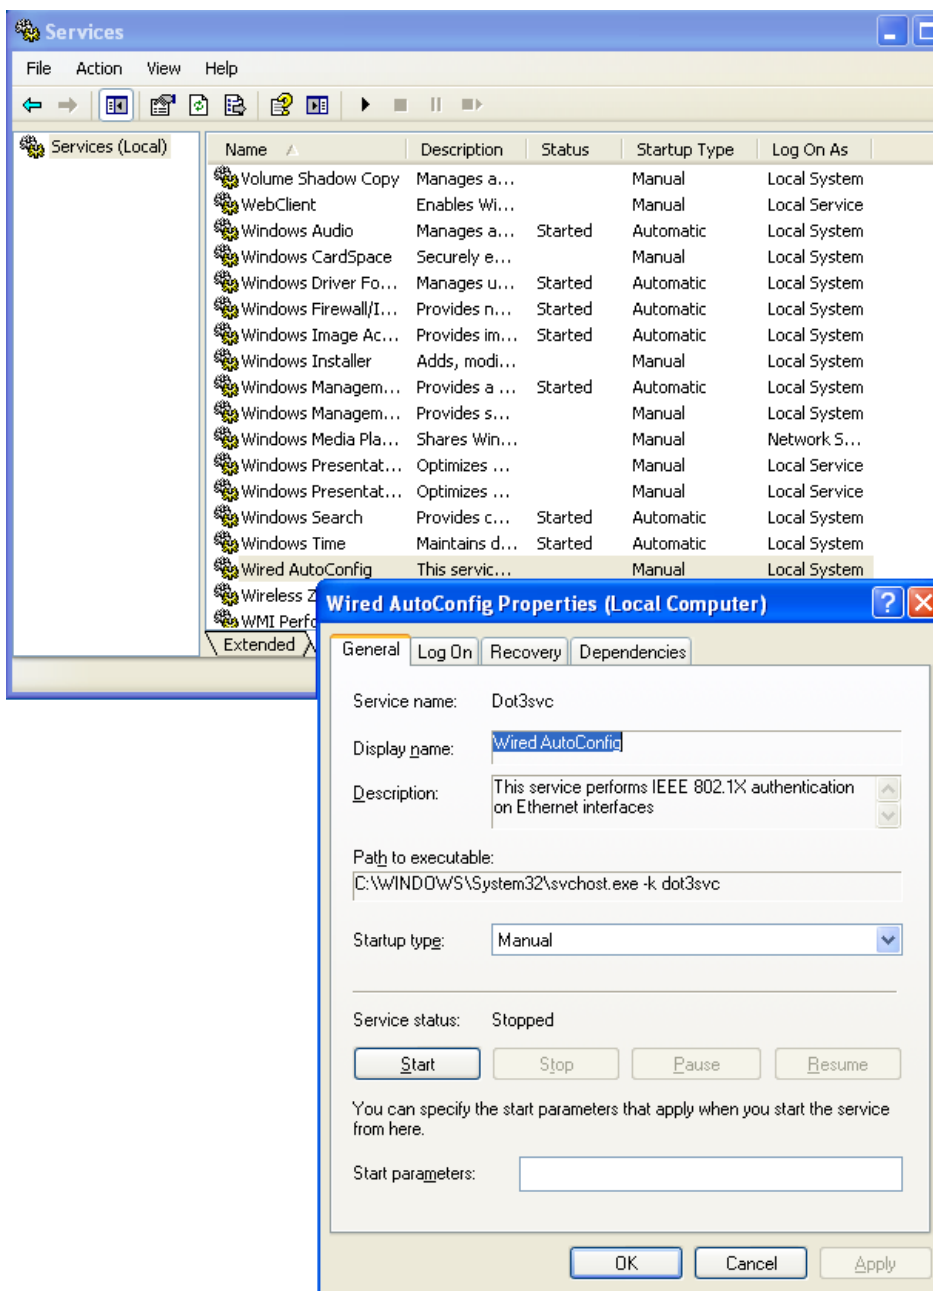 Services
File Action View Help
Services (Local)
Name Description Status Startup Type Log On As
Volume Shadow Copy Manages a... Manual Local System
WebClient Enables Wi... Manual Local Service
Windows Audio Manages a... Started Automatic Local System
Windows CardSpace Securely e... Manual Local System
Windows Driver Fo... Manages u... Started Automatic Local System
Windows Firewall/I... Provides n... Started Automatic Local System
Windows Image Ac... Provides im... Started Automatic Local System
Windows Installer Adds, modi... Manual Local System
Windows Managem... Provides a ... Started Automatic Local System
Windows Managem... Provides s... Manual Local System
Windows Media Pla... Shares Win... Manual Network S...
Windows Presentat... Optimizes ... Manual Local Service
Windows Presentat... Optimizes ... Manual Local Service
Windows Search Provides c... Started Automatic Local System
Windows Time Maintains d... Started Automatic Local System
Wired AutoConfig This servic... Manual Local System
Wireless Z
WMI Perfo
Extended
Wired AutoConfig Properties (Local Computer)
General Log On Recovery Dependencies
Service name: Dot3svc
Display name: Wired AutoConfig
Description: This service performs IEEE 802.1X authentication
on Ethernet interfaces
Path to executable:
C:\WINDOWS\System32\svchost.exe -k dot3svc
Startup type: Manual
Service status: Stopped
Start Stop Pause Resume
You can specify the start parameters that apply when you start the service
from here.
Start parameters:
OK Cancel Apply